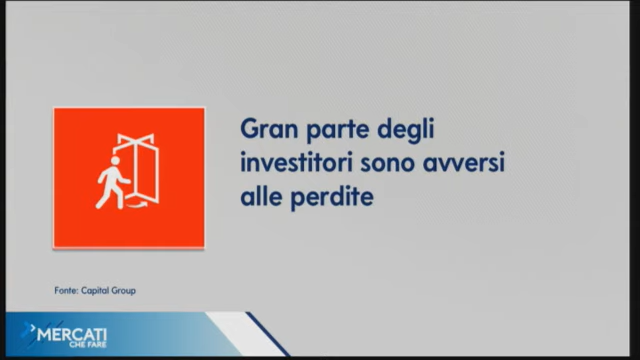 Gran parte degli
investitori sono avversi
alle perdite
Fonte: Capital Group
MERCATI
CHE FARE